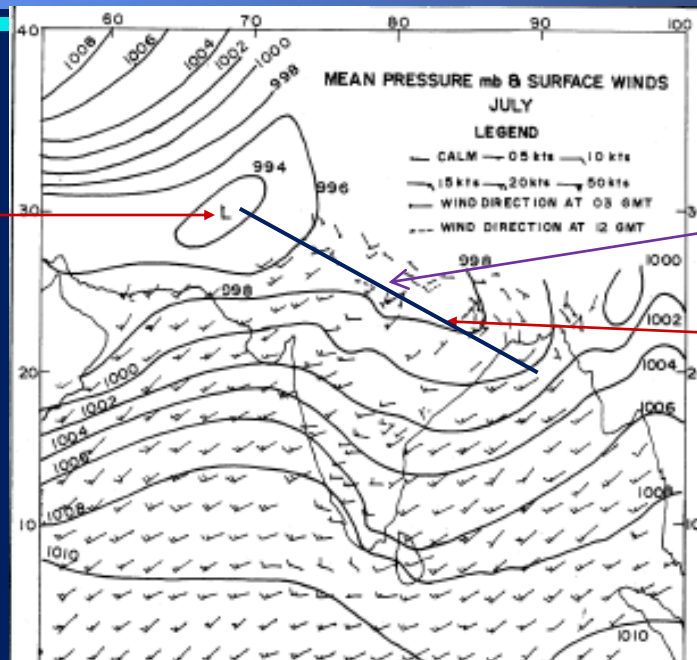 60 70 80 90 100
40
1008 1006 1004 1002 1000 998
MEAN PRESSURE mb & SURFACE WINDS
JULY
LEGEND
CALM 05 kts 10 kts
15 kts 20 kts 50 kts
WIND DIRECTION AT 03 GMT
WIND DIRECTION AT 12 GMT
994
996
30 L
998 998 1000
1002
20 1000 1004
1002 1006
1004
1006
1008 1008
10 10
1010
1010